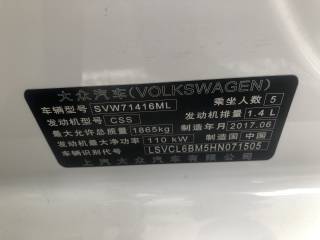 大众汽车(VOLKSWAGEN)
车辆型号 SVW71416ML 乘坐人数 5
发动机型号 CSS 发动机排量 1.4 L
最大允许总质量 1865kg 制造年月 2017.06
发动机最大净功率 110 kW 制造国 中国
车辆识别代号 LSVCL6BM5HN071505
上汽大众汽车有限公司